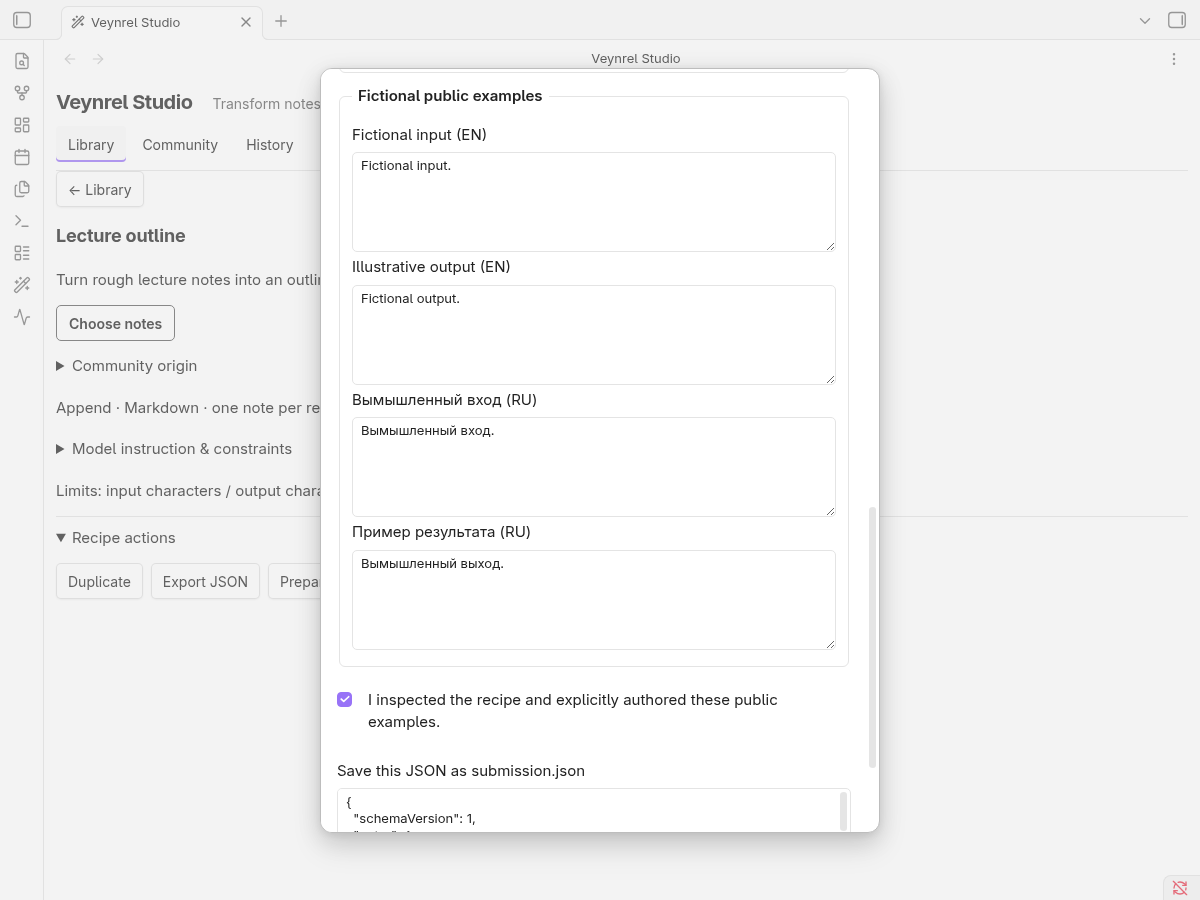 Veynrel Studio
Veynrel Studio
Veynrel Studio
Transform notes
Library
Community
History
← Library
Lecture outline
Turn rough lecture notes into an outli
Choose notes
Community origin
Append · Markdown · one note per re
Model instruction & constraints
Limits: input characters / output chara
Recipe actions
Duplicate
Export JSON
Prepa
Fictional public examples
Fictional input (EN)
Fictional input.
Illustrative output (EN)
Fictional output.
Вымышленный вход (RU)
Вымышленный вход.
Пример результата (RU)
Вымышленный выход.
I inspected the recipe and explicitly authored these public
examples.
Save this JSON as submission.json
{
"schemaVersion": 1,